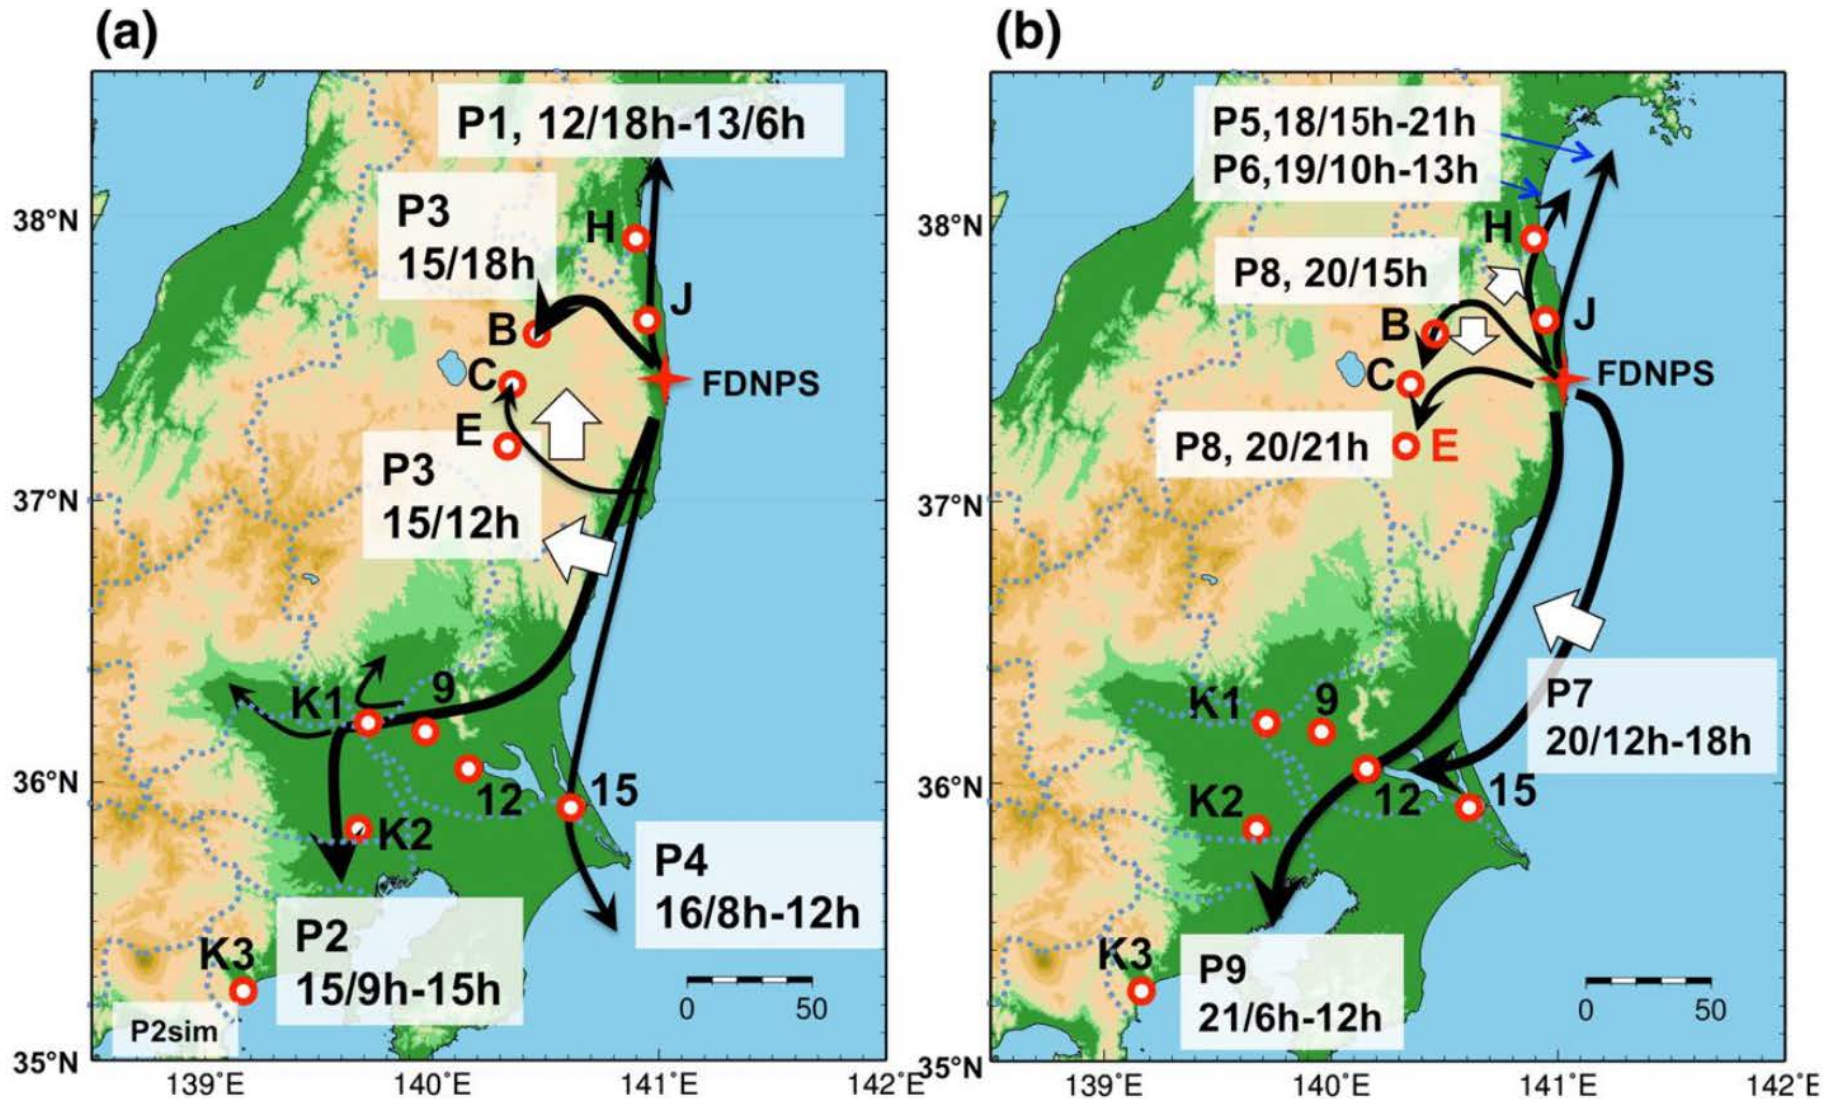 (a)
P1, 12/18h-13/6h
P3
15/18h
H
J
B
C
FDNPS
E
P3
15/12h
K1
9
12
15
K2
P4
16/8h-12h
K3
P2
15/9h-15h
P2sim
0 50
38°N
37°N
36°N
35°N
139°E 140°E 141°E 142°E
(b)
P5,18/15h-21h
P6,19/10h-13h
H
P8, 20/15h
J
B
C
FDNPS
P8, 20/21h
E
K1
9
P7
20/12h-18h
12
15
K2
K3
P9
21/6h-12h
0 50
38°N
37°N
36°N
35°N
139°E 140°E 141°E 142°E